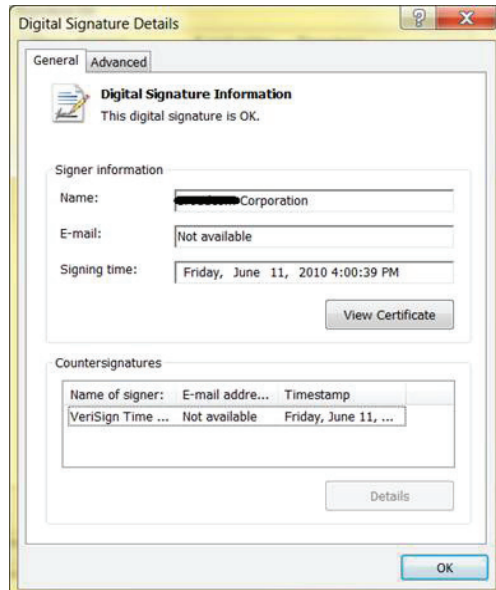 Digital Signature Details
General Advanced
Digital Signature Information
This digital signature is OK.
Signer information
Name: Corporation
E-mail: Not available
Signing time: Friday, June 11, 2010 4:00:39 PM
View Certificate
Countersignatures
Name of signer: E-mail addre... Timestamp
VeriSign Time ... Not available Friday, June 11, ...
Details
OK